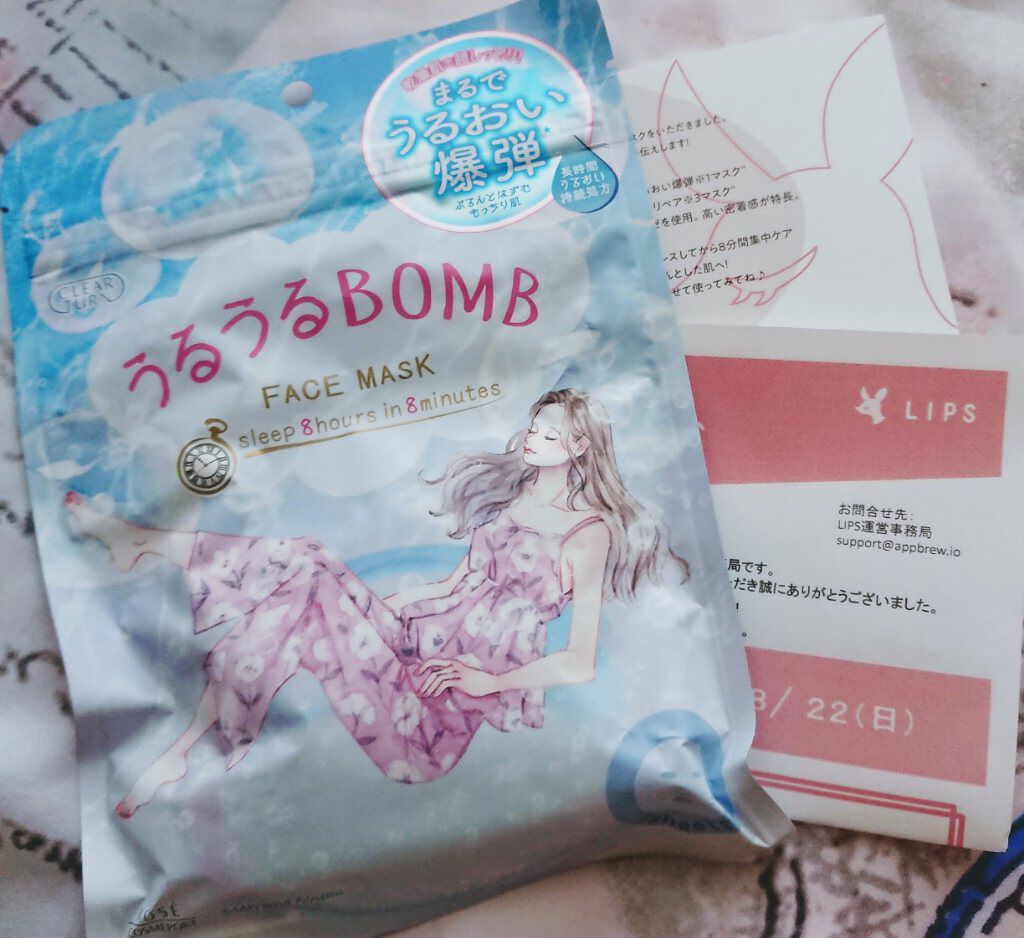 まるで
うるおい
爆弾*
ぷるんとはずむ
もっちり肌
長時間
うるおい
持続処方
CLEAR
TURN
うるうるBOMB
FACE MASK
sleep 8hours in 8minutes
KOSÉ
COSMEPORT
スクをいただきました。
伝えします!
おい爆弾※1マスク"
リペア※3マスク"
ゼを使用。高い密着感が特長。
レスしてから8分間集中ケア
んとした肌へ!
せて使ってみてね♪
LIPS
お問合せ先:
LIPS運営事務局
support@appbrew.io
局です。
だき誠にありがとうございました。
!
。
8/ 22(日)